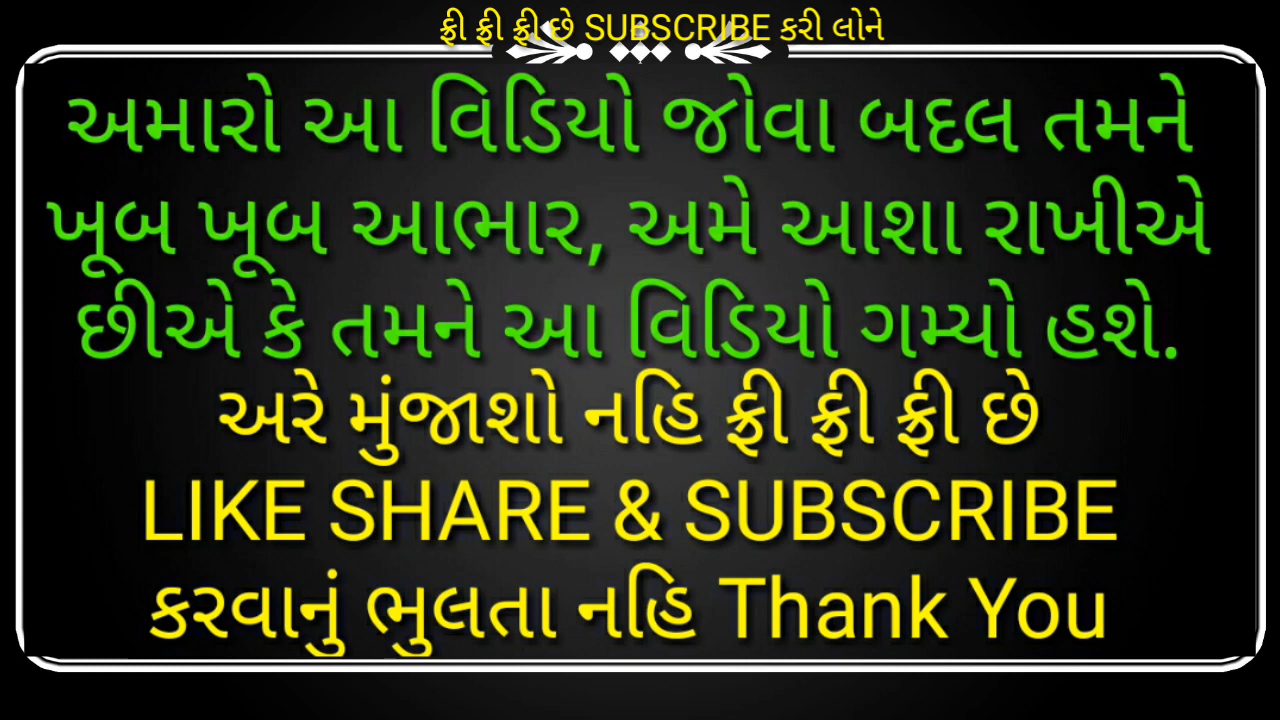 ફ્રી ફ્રી ફ્રી છે SUBSCRIBE કરી લોને
અમારો આ વિડિયો જોવા બદલ તમને
ખૂબ ખૂબ આભાર, અમે આશા રાખીએ
છીએ કે તમને આ વિડિયો ગમ્યો હશે.
અરે મુંજાશો નહિ ફ્રી ફ્રી ફ્રી છે
LIKE SHARE & SUBSCRIBE
કરવાનું ભુલતા નહિ Thank You